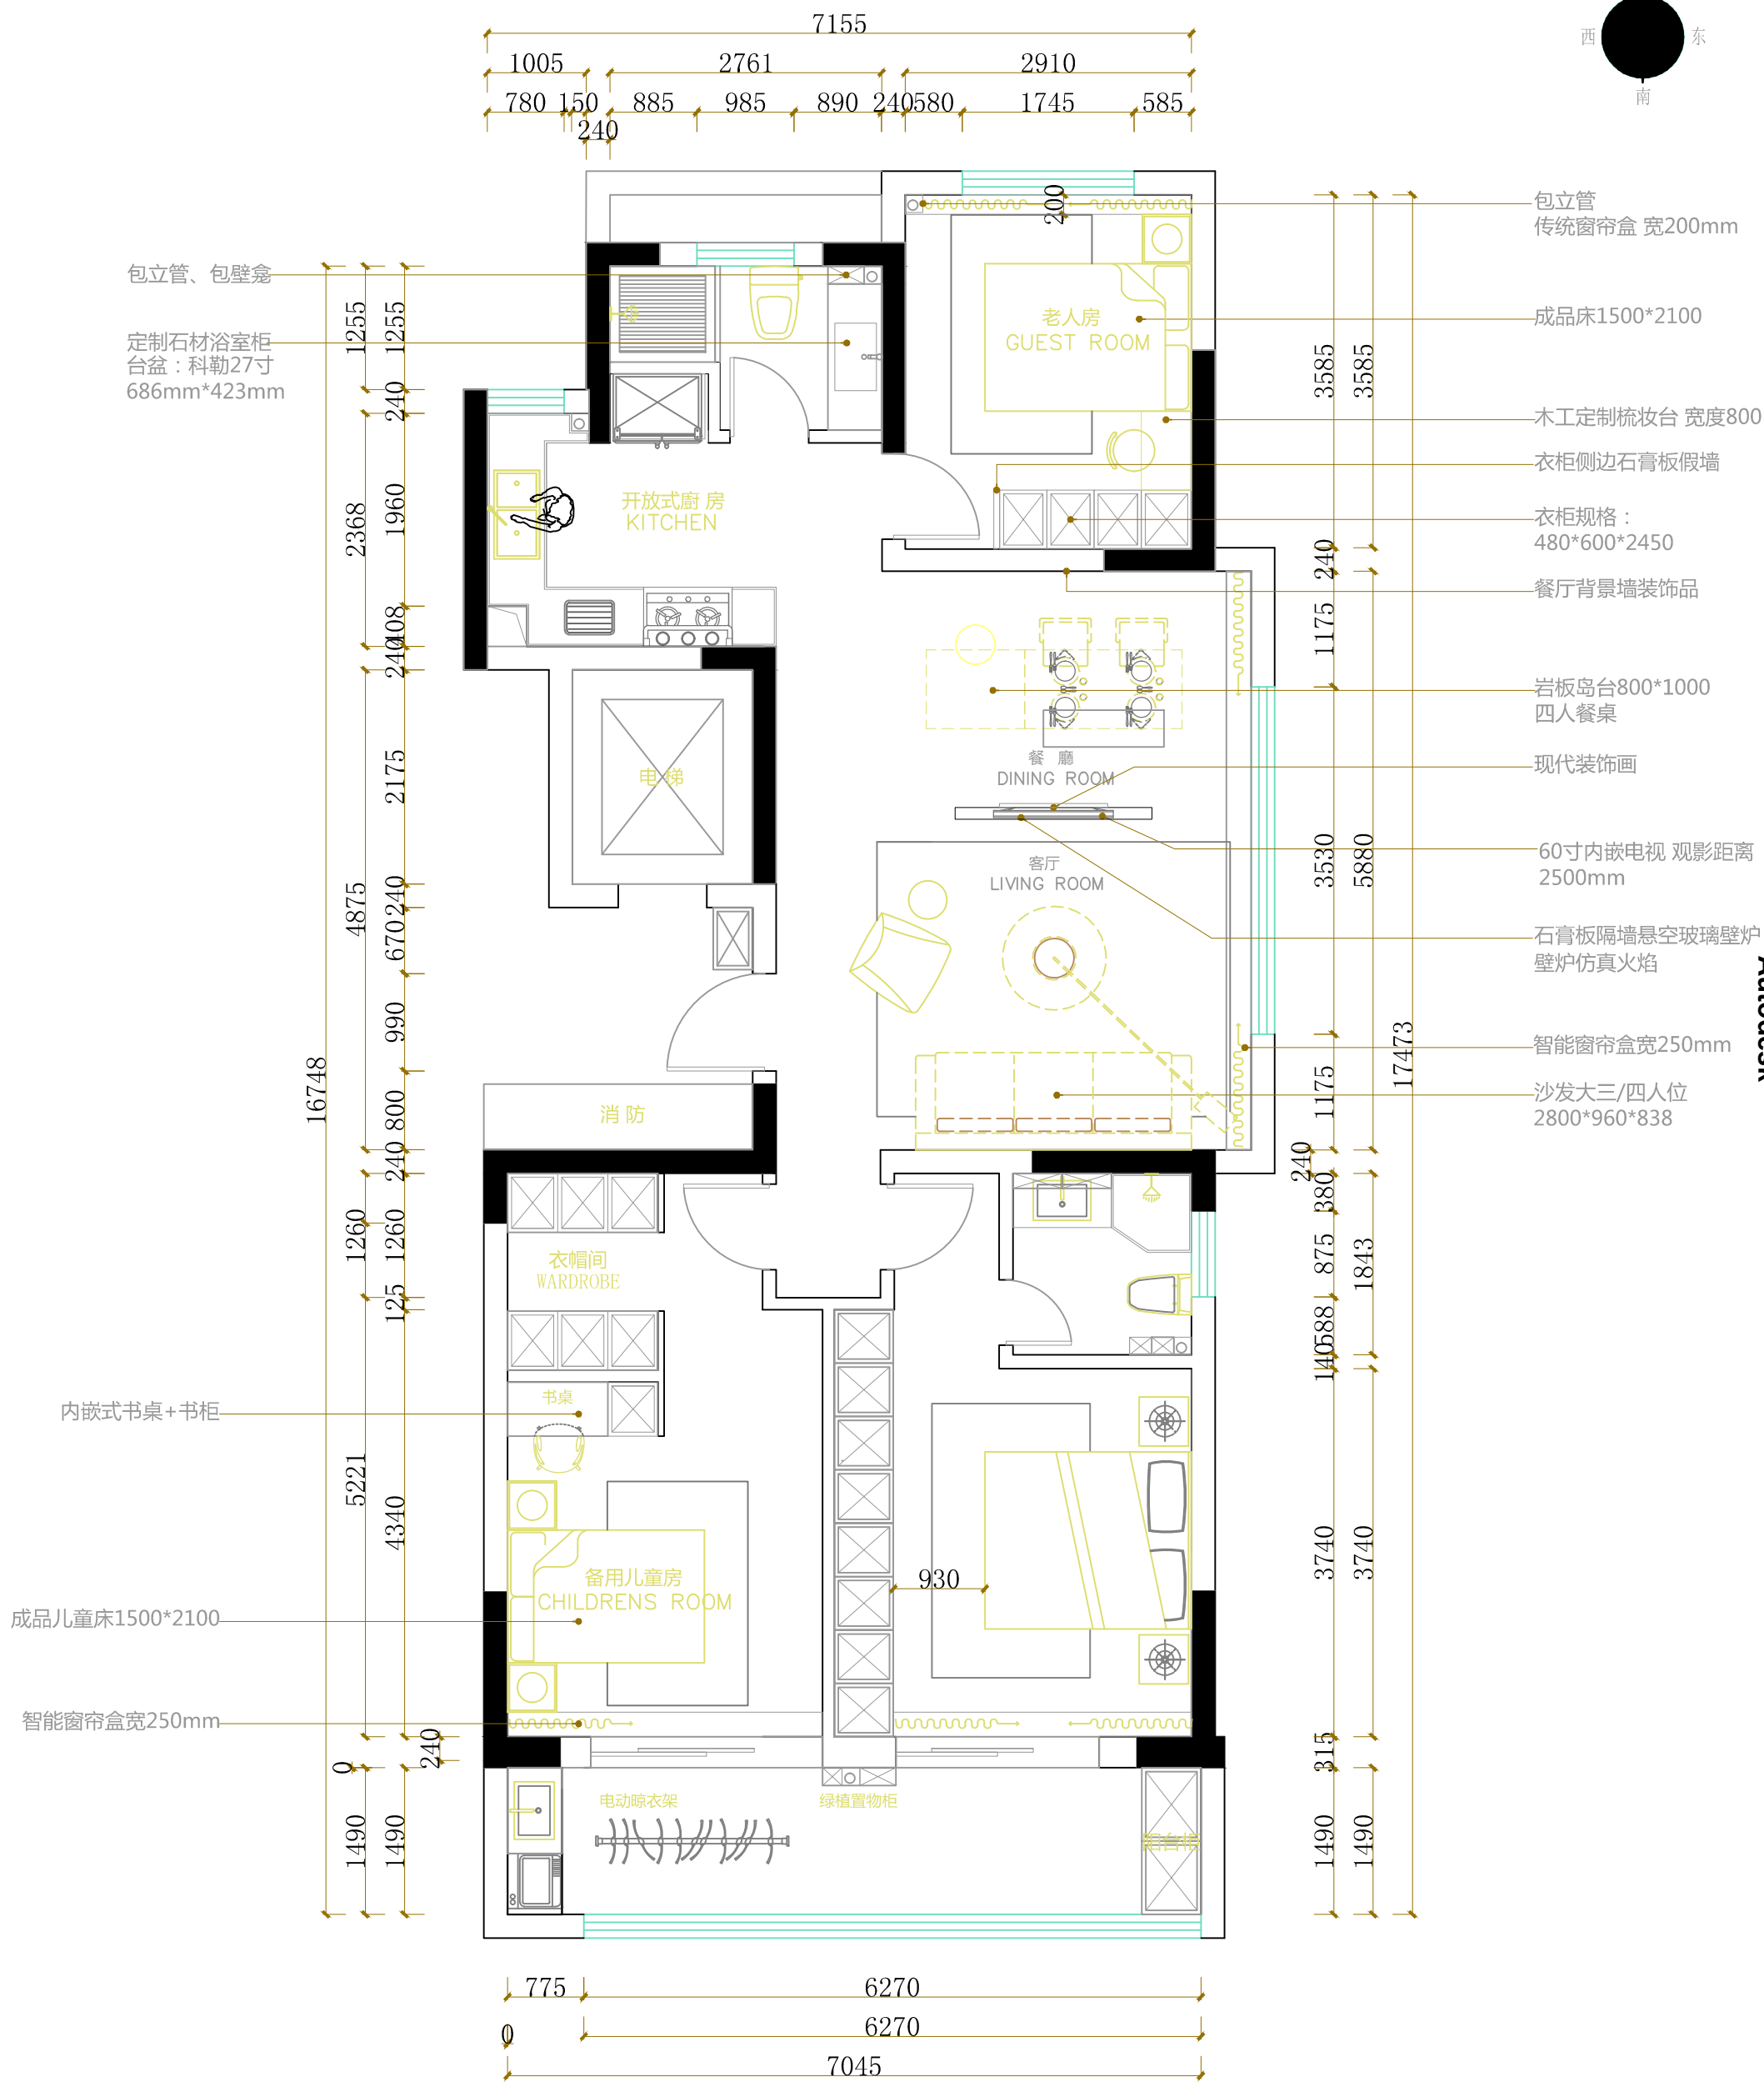 7155
西
东
1005
2761
2910
南
780
150
885
985
890
240
580
1745
585
240
200
包立管
传统窗帘盒 宽200mm
包立管、包壁龛
1255
1255
定制石材浴室柜
台盆：科勒27寸
686mm*423mm
老人房
GUEST ROOM
成品床1500*2100
3585
3585
240
木工定制梳妆台 宽度800
衣柜侧边石膏板假墙
开放式廚 房
KITCHEN
1960
2368
衣柜规格：
480*600*2450
240
餐厅背景墙装饰品
408
240
1175
岩板岛台800*1000
四人餐桌
电 梯
2175
餐 廳
DINING ROOM
现代装饰画
3530
5880
60寸内嵌电视 观影距离
2500mm
客厅
LIVING ROOM
4875
240
670
石膏板隔墙悬空玻璃壁炉
壁炉仿真火焰
Autodesk
990
17473
智能窗帘盒宽250mm
16748
消 防
800
1175
沙发大三/四人位
2800*960*838
240
240
380
衣帽间
WARDROBE
1260
1260
875
1843
125
588
140
书桌
内嵌式书桌+书柜
5221
4340
3740
3740
930
备用儿童房
CHILDRENS ROOM
成品儿童床1500*2100
智能窗帘盒宽250mm
240
0
315
电动晾衣架
绿植置物柜
阳台柜
1490
1490
1490
1490
775
6270
0
6270
7045